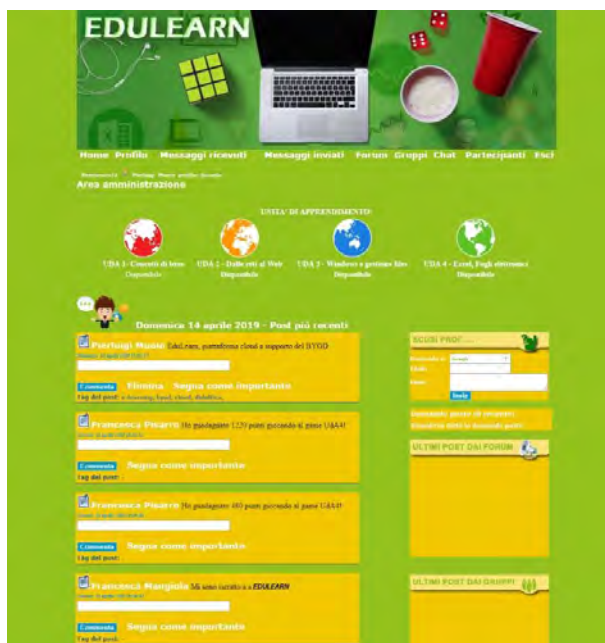 EDULEARN
Home Profilo Messaggi ricevuti Messaggi inviati Forum Gruppi Chat Partecipanti Esci
Area amministrazione
UNITA' DI APPRENDIMENTO:
UDA 1- Concetti di base
Disponibile
UDA 2 - Dalle reti al Web
Disponibile
UDA 3 - Windows e gestione files
Disponibile
UDA 4 - Excel, Fogli elettronici
Disponibile
Domenica 14 aprile 2019 - Post più recenti
Pierluigi Muoio EduLearn, piattaforma cloud a supporto del BYOD
Commenta Elimina Segna come importante
Tag del post: e-learning, byod, cloud, didattica,
Francesca Pisarro Ho guadagnato 1220 punti giocando al game UdA4!
Commenta Segna come importante
Tag del post:
Francesca Pisarro Ho guadagnato 480 punti giocando al game UdA4!
Commenta Segna come importante
Tag del post:
Francesca Mangiola Mi sono iscritto a a EDULEARN
Commenta Segna come importante
Tag del post:
SCUSI PROF....
Invia
ULTIMI POST DAI FORUM
ULTIMI POST DAI GRUPPI